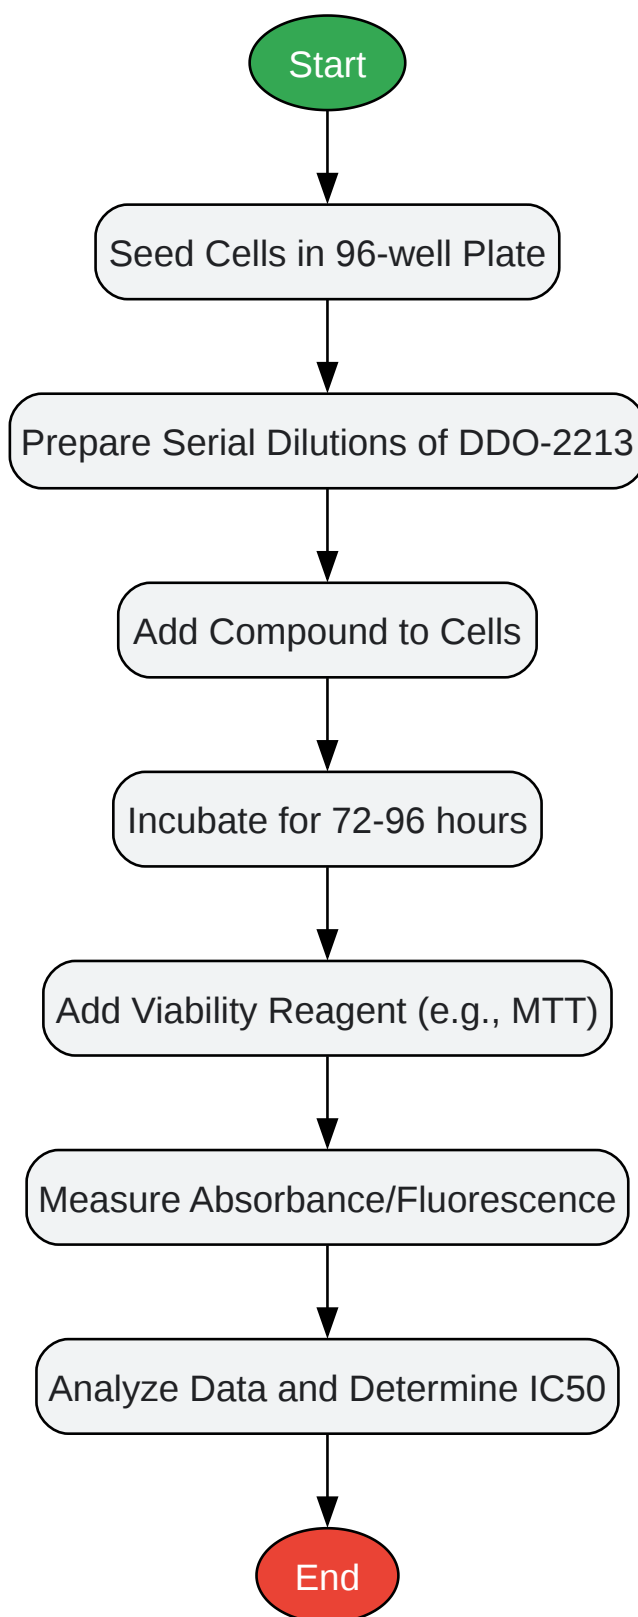 Start
Seed Cells in 96-well Plate
Prepare Serial Dilutions of DDO-2213
Add Compound to Cells
Incubate for 72-96 hours
Add Viability Reagent (e.g., MTT)
Measure Absorbance/Fluorescence
Analyze Data and Determine IC50
End